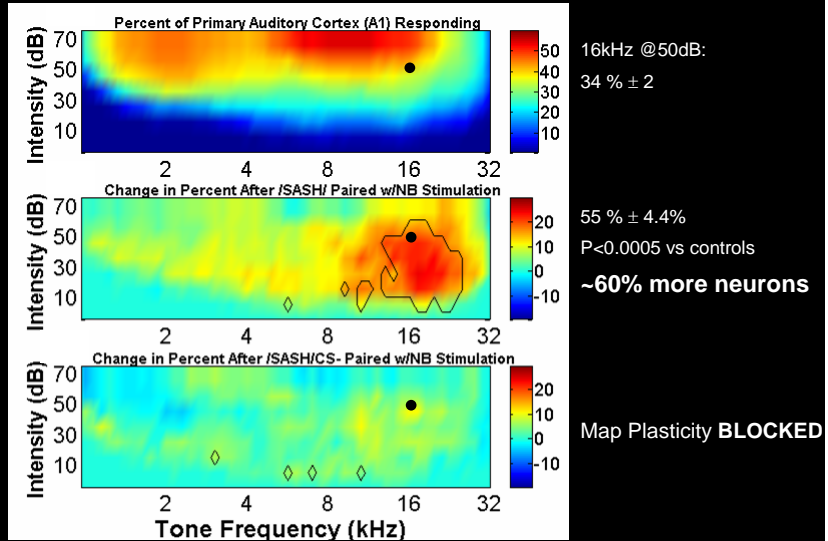 Percent of Primary Auditory Cortex (A1) Responding
Intensity (dB)
70
50
30
10
2 4 8 16 32
50
40
30
20
10
16kHz @50dB:
34 % ± 2
Change in Percent After /SASH/ Paired w/NB Stimulation
Intensity (dB)
70
50
30
10
2 4 8 16 32
20
10
0
-10
55 % ± 4.4%
P<0.0005 vs controls
~60% more neurons
Change in Percent After /SASH/CS- Paired w/NB Stimulation
Intensity (dB)
70
50
30
10
2 4 8 16 32
20
10
0
-10
Map Plasticity BLOCKED
Tone Frequency (kHz)